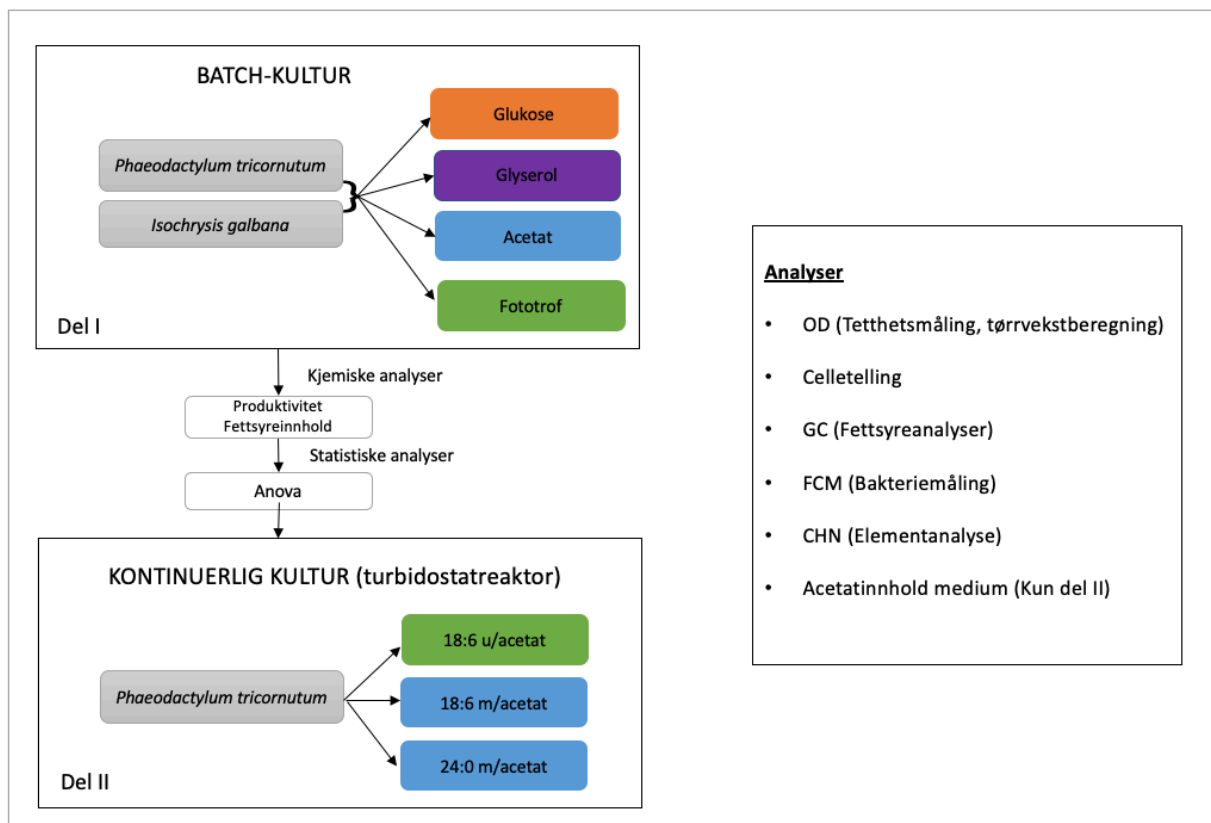 BATCH-KULTUR
Phaeodactylum tricornutum
Isochrysis galbana
}
Glukose
Glyserol
Acetat
Fototrof
Del I
Kjemiske analyser
Produktivitet
Fettsyreinnhold
Statistiske analyser
Anova
KONTINUERLIG KULTUR (turbidostatreaktor)
Phaeodactylum tricornutum
18:6 u/acetat
18:6 m/acetat
24:0 m/acetat
Del II
Analyser
• OD (Tetthetsmåling, tørrvekstberegning)
• Celletelling
• GC (Fettsyreanalyser)
• FCM (Bakteriemåling)
• CHN (Elementanalyse)
• Acetatinnhold medium (Kun del II)